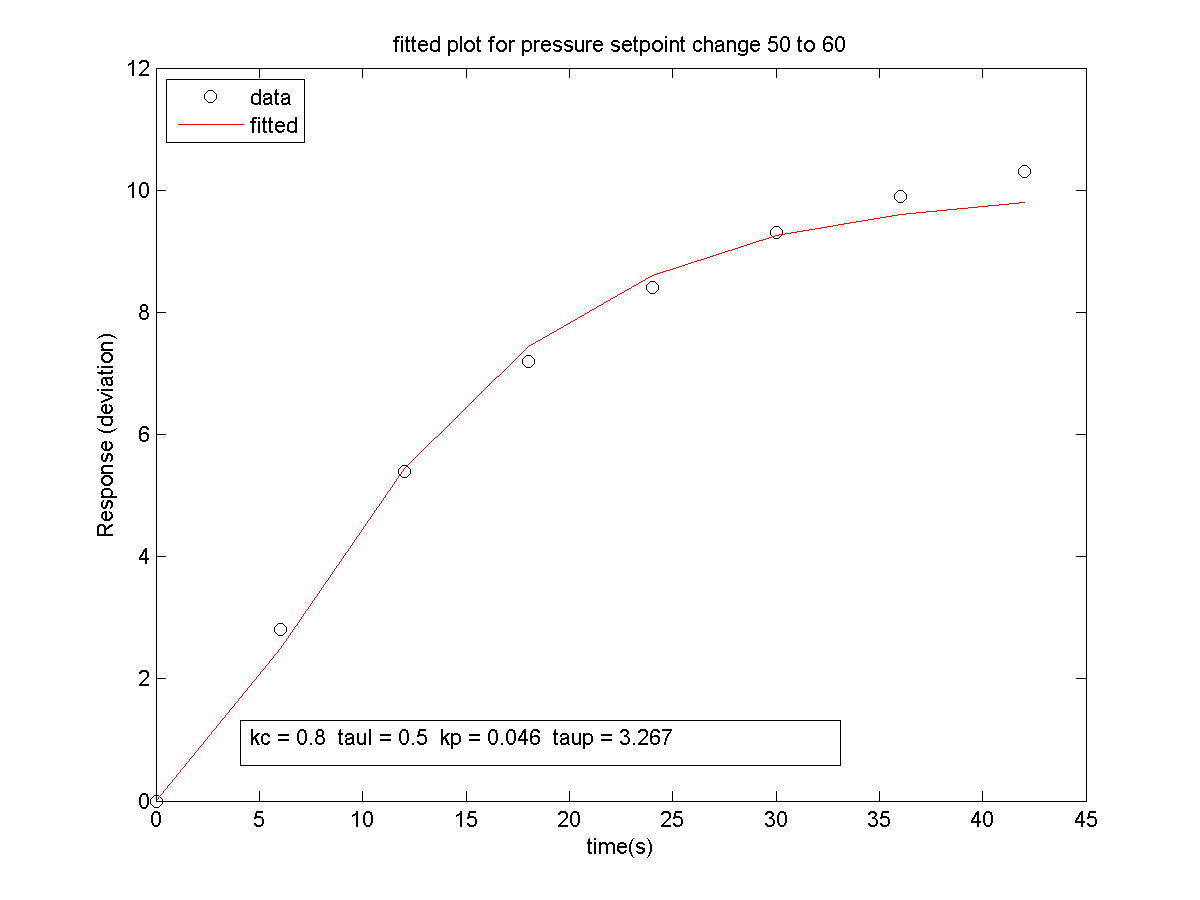 fitted plot for pressure setpoint change 50 to 60
12
10
8
6
4
2
0
data
fitted
Response (deviation)
kc = 0.8  tauI = 0.5  kp = 0.046  taup = 3.267
0 5 10 15 20 25 30 35 40 45
time(s)